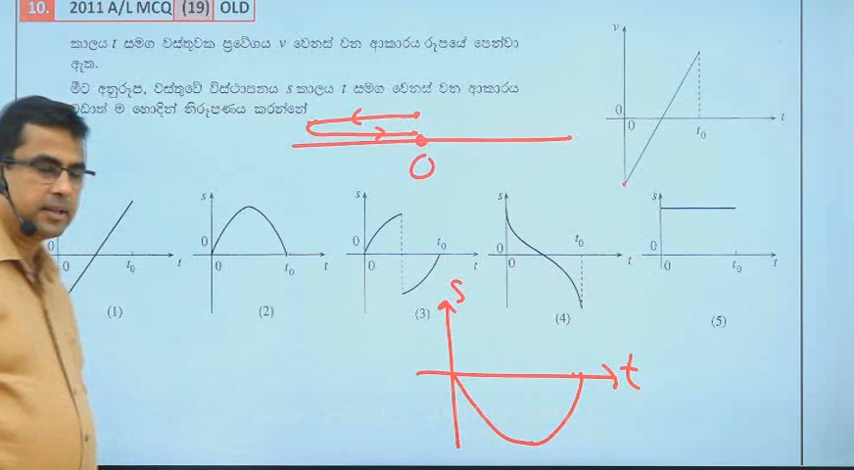 10. 2011 A/L MCQ (19) OLD
කාලය t සමග වස්තුවක ප්‍රවේගය v වෙනස් වන ආකාරය රූපයේ පෙන්වා
ඇත.
මීට අනුරූප, වස්තුවේ විස්ථාපනය s කාලය t සමග වෙනස් වන ආකාරය
වඩාත් ම හොඳින් නිරූපණය කරන්නේ
v
0
0
t₀
t
O
0
0
t₀
t
(1)
s
0
0
t₀
t
(2)
s
0
0
t₀
t
(3)
s
0
0
t₀
t
(4)
s
0
0
t₀
t
(5)
s
t